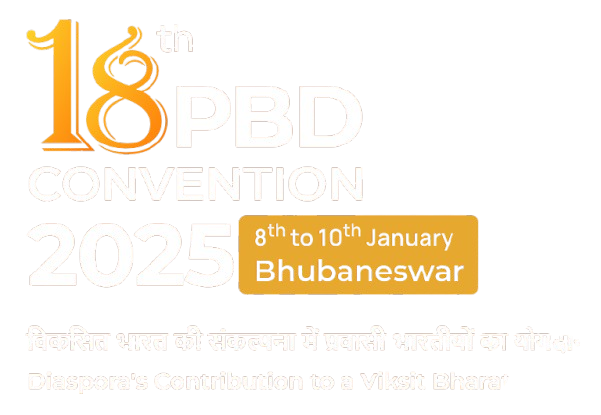 18th
PBD
CONVENTION
2025
8th to 10th January
Bhubaneswar
विकसित भारत की संकल्पना में प्रवासी भारतीयों का
Diaspora's Contribution to a Viksit Bharat